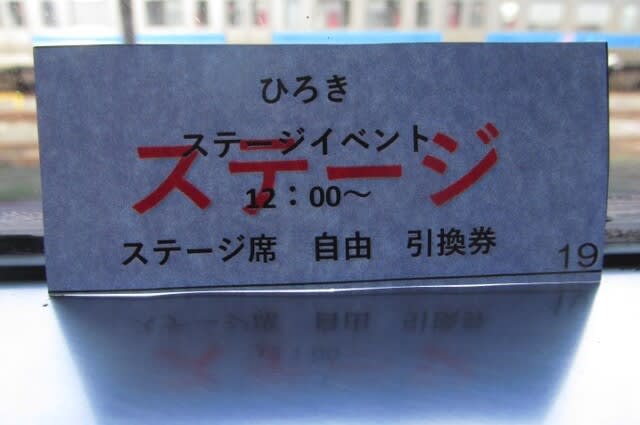 ひろき
ステージイベント
ステージ
12：00～
ステージ席　自由　引換券
19